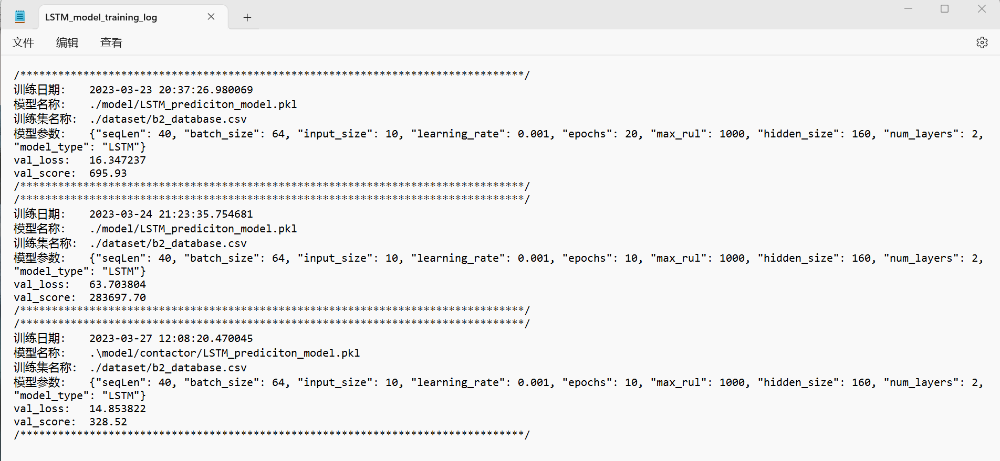 LSTM_model_training_log
文件 编辑 查看
/********************************************************************************/
训练日期: 2023-03-23 20:37:26.980069
模型名称: ./model/LSTM_prediciton_model.pkl
训练集名称: ./dataset/b2_database.csv
模型参数: {"seqLen": 40, "batch_size": 64, "input_size": 10, "learning_rate": 0.001, "epochs": 20, "max_rul": 1000, "hidden_size": 160, "num_layers": 2,
"model_type": "LSTM"}
val_loss: 16.347237
val_score: 695.93
/********************************************************************************/
/********************************************************************************/
训练日期: 2023-03-24 21:23:35.754681
模型名称: ./model/LSTM_prediciton_model.pkl
训练集名称: ./dataset/b2_database.csv
模型参数: {"seqLen": 40, "batch_size": 64, "input_size": 10, "learning_rate": 0.001, "epochs": 10, "max_rul": 1000, "hidden_size": 160, "num_layers": 2,
"model_type": "LSTM"}
val_loss: 63.703804
val_score: 283697.70
/********************************************************************************/
/********************************************************************************/
训练日期: 2023-03-27 12:08:20.470045
模型名称: .\model/contactor/LSTM_prediciton_model.pkl
训练集名称: ./dataset/b2_database.csv
模型参数: {"seqLen": 40, "batch_size": 64, "input_size": 10, "learning_rate": 0.001, "epochs": 10, "max_rul": 1000, "hidden_size": 160, "num_layers": 2,
"model_type": "LSTM"}
val_loss: 14.853822
val_score: 328.52
/********************************************************************************/